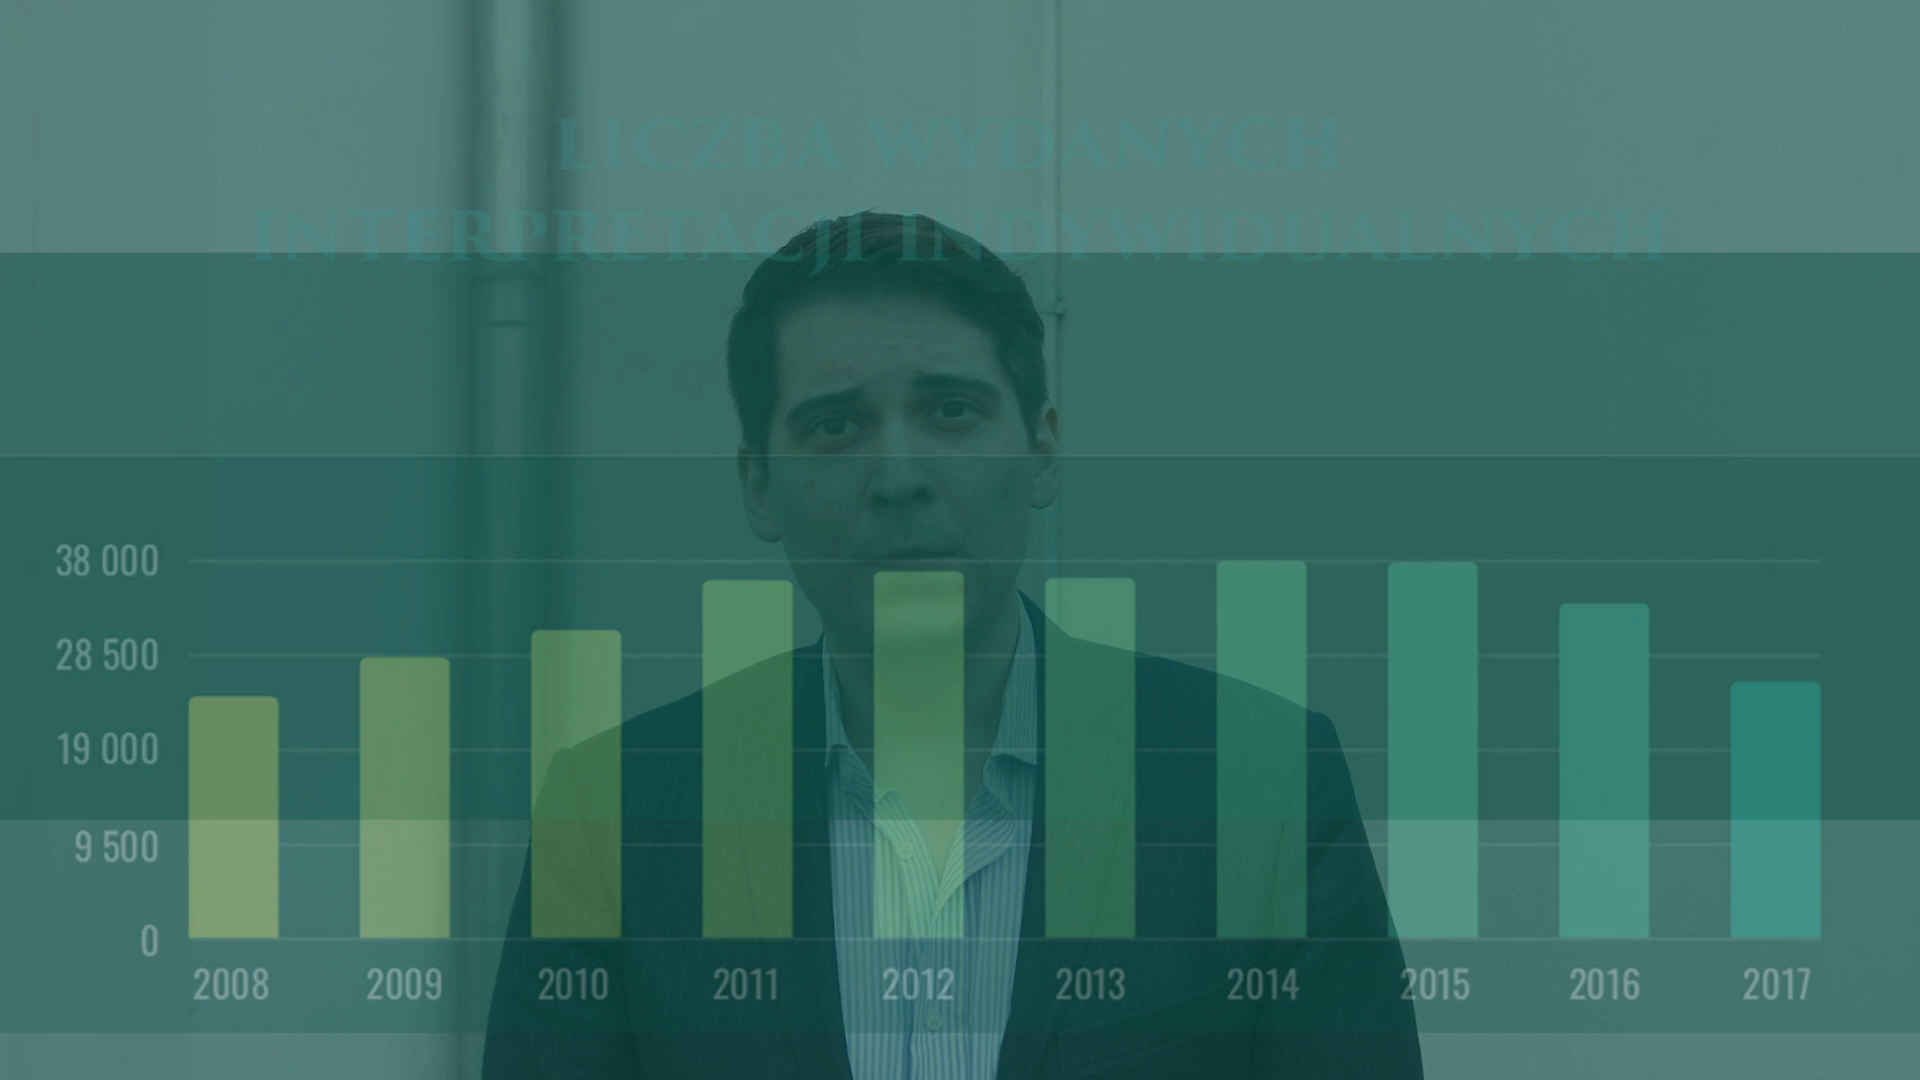 LICZBA WYDANYCH
INTERPRETACJI INDYWIDUALNYCH
38 000
28 500
19 000
9 500
0
2008 2009 2010 2011 2012 2013 2014 2015 2016 2017